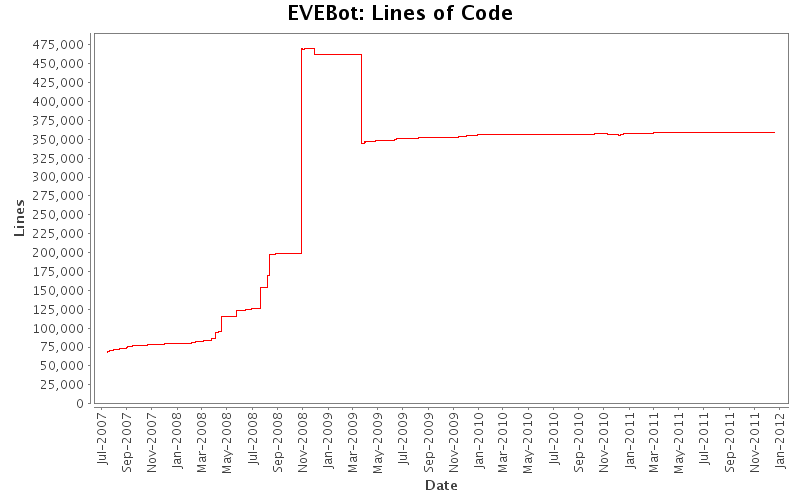 EVEBot: Lines of Code
475,000
450,000
425,000
400,000
375,000
350,000
325,000
300,000
275,000
250,000
225,000
200,000
175,000
150,000
125,000
100,000
75,000
50,000
25,000
0
Lines
Jul-2007
Sep-2007
Nov-2007
Jan-2008
Mar-2008
May-2008
Jul-2008
Sep-2008
Nov-2008
Jan-2009
Mar-2009
May-2009
Jul-2009
Sep-2009
Nov-2009
Jan-2010
Mar-2010
May-2010
Jul-2010
Sep-2010
Nov-2010
Jan-2011
Mar-2011
May-2011
Jul-2011
Sep-2011
Nov-2011
Jan-2012
Date